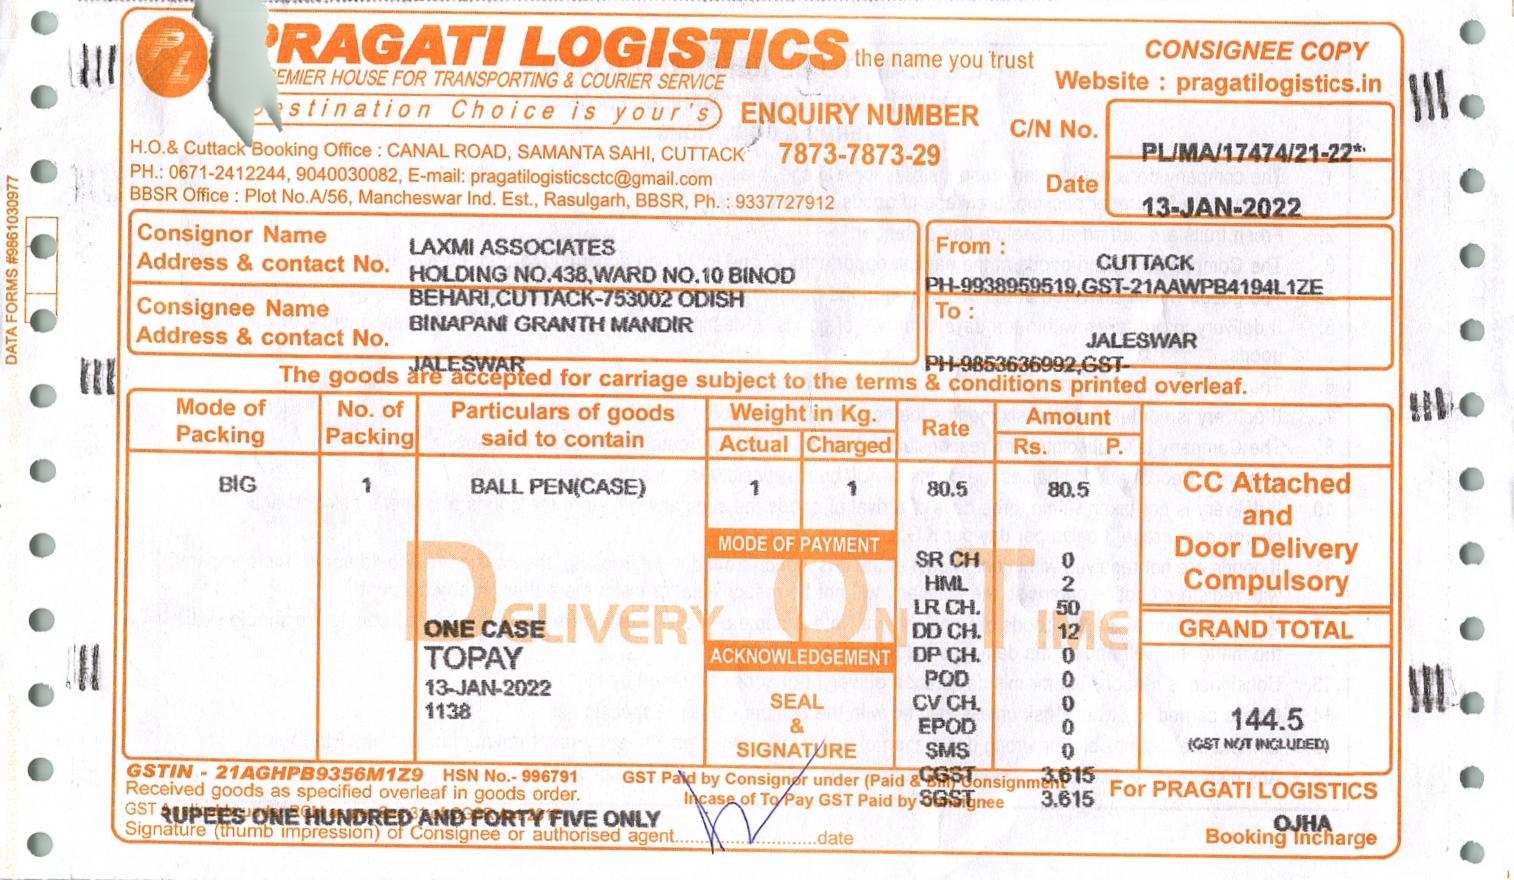 PL
PRAGATI LOGISTICS the name you trust
EMIER HOUSE FOR TRANSPORTING & COURIER SERVICE
estination Choice is your's
CONSIGNEE COPY
Website : pragatilogistics.in
ENQUIRY NUMBER
7873-7873-29
C/N No. PL/MA/17474/21-22*
Date 13-JAN-2022
H.O.& Cuttack Booking Office : CANAL ROAD, SAMANTA SAHI, CUTTACK
PH.: 0671-2412244, 9040030082, E-mail: pragatilogisticsctc@gmail.com
BBSR Office : Plot No.A/56, Mancheswar Ind. Est., Rasulgarh, BBSR, Ph.: 9337727912
DATA FORMS #9861030977
Consignor Name
Address & contact No.
LAXMI ASSOCIATES
HOLDING NO.438,WARD NO.10 BINOD
BEHARI,CUTTACK-753002 ODISH
From :
CUTTACK
PH-9938959519,GST-21AAWPB4194L1ZE
Consignee Name
Address & contact No.
BINAPANI GRANTH MANDIR
JALESWAR
To :
JALESWAR
PH-9853636992,GST-
The goods are accepted for carriage subject to the terms & conditions printed overleaf.
Mode of Packing No. of Packing Particulars of goods said to contain Weight in Kg. Actual Charged Rate Amount Rs. P.
BIG 1 BALL PEN(CASE) 1 1 80.5 80.5
CC Attached
and
Door Delivery
Compulsory
MODE OF PAYMENT
DELIVERY ON TIME
SR CH 0
HML 2
LR CH. 50
DD CH. 12
DP CH. 0
POD 0
CV CH. 0
EPOD 0
SMS 0
CGST 3.615
SGST 3.615
ONE CASE
TOPAY
13-JAN-2022
1138
ACKNOWLEDGEMENT
SEAL
&
SIGNATURE
GRAND TOTAL
144.5
(GST NOT INCLUDED)
GSTIN - 21AGHPB9356M1Z9 HSN No.- 996791
GST Paid by Consignor under (Paid & Bill) Consignment
Incase of To Pay GST Paid by Consignee
Received goods as specified overleaf in goods order.
RUPEES ONE HUNDRED AND FORTY FIVE ONLY
Signature (thumb impression) of Consignee or authorised agent...............................date
For PRAGATI LOGISTICS
OJHA
Booking Incharge